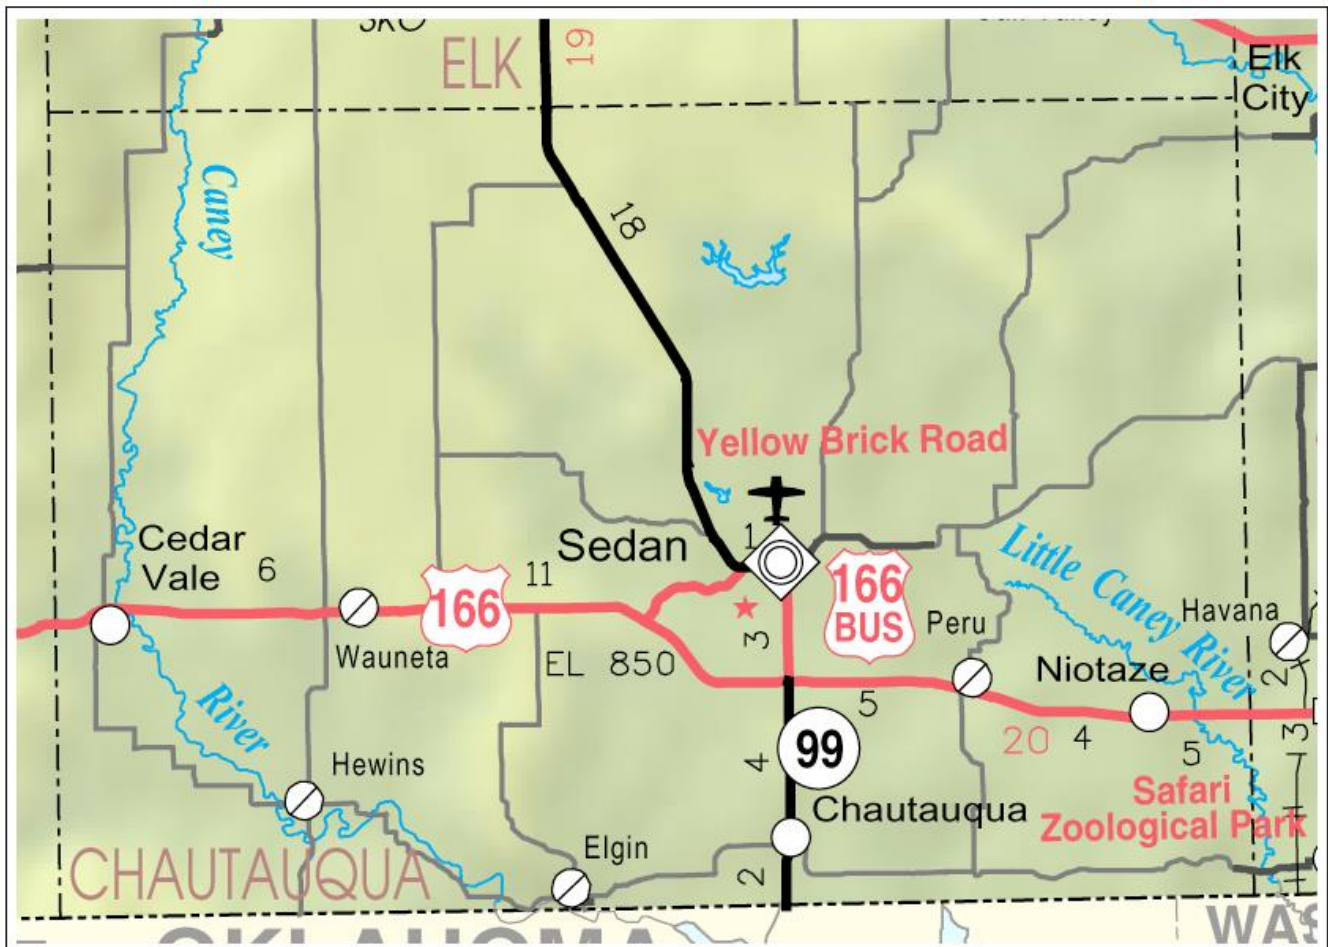 ELK
19
Elk
City
Caney
18
Yellow Brick Road
1
Sedan
Cedar
Vale
6
11
166
166
BUS
Little Caney River
Havana
Peru
3
Wauneta
EL 850
Niotaze
2
5
River
99
20
4
5
3
Hewins
4
Safari
Zoological Park
Chautauqua
Elgin
CHAUTAUQUA
2